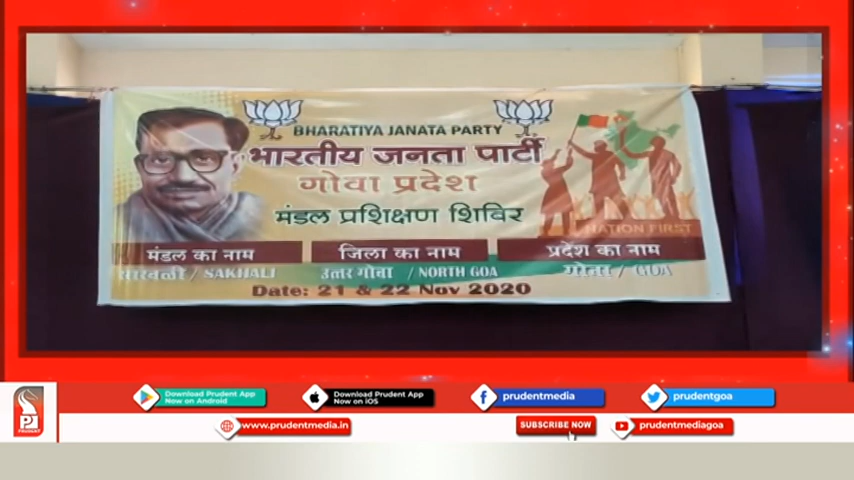 BHARATIYA JANATA PARTY
भारतीय जनता पार्टी
गोवा प्रदेश
मंडल प्रशिक्षण शिविर
NATION FIRST
मंडल का नाम जिला का नाम प्रदेश का नाम
साखळी / SAKHALI उत्तर गोवा / NORTH GOA गोवा / GOA
Date: 21 & 22 Nov 2020
Download Prudent App
Now on Android
Download Prudent App
Now on iOS
prudentmedia
prudentgoa
PRUDENT
www.prudentmedia.in
SUBSCRIBE NOW
prudentmediagoa